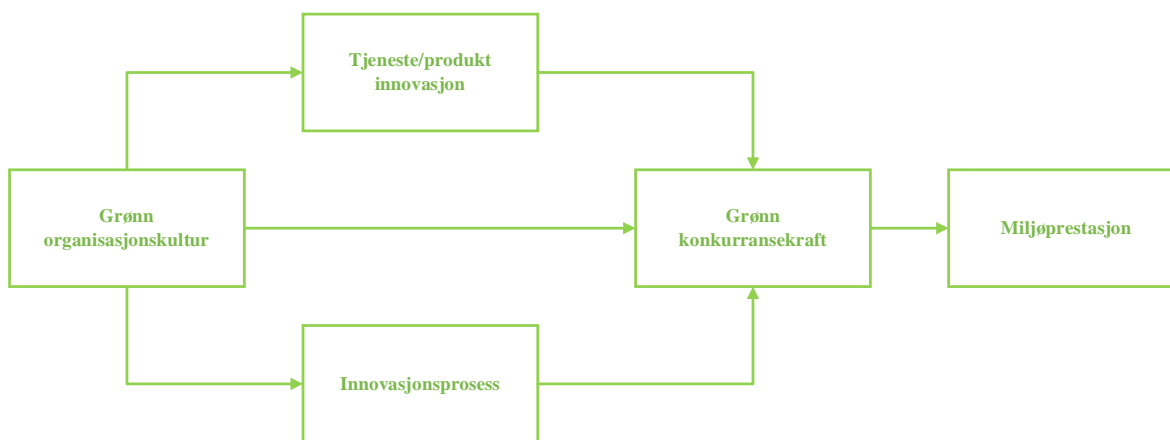 Tjeneste/produkt
innovasjon
Grønn
organisasjonskultur
Grønn
konkurransekraft
Miljøprestasjon
Innovasjonsprosess